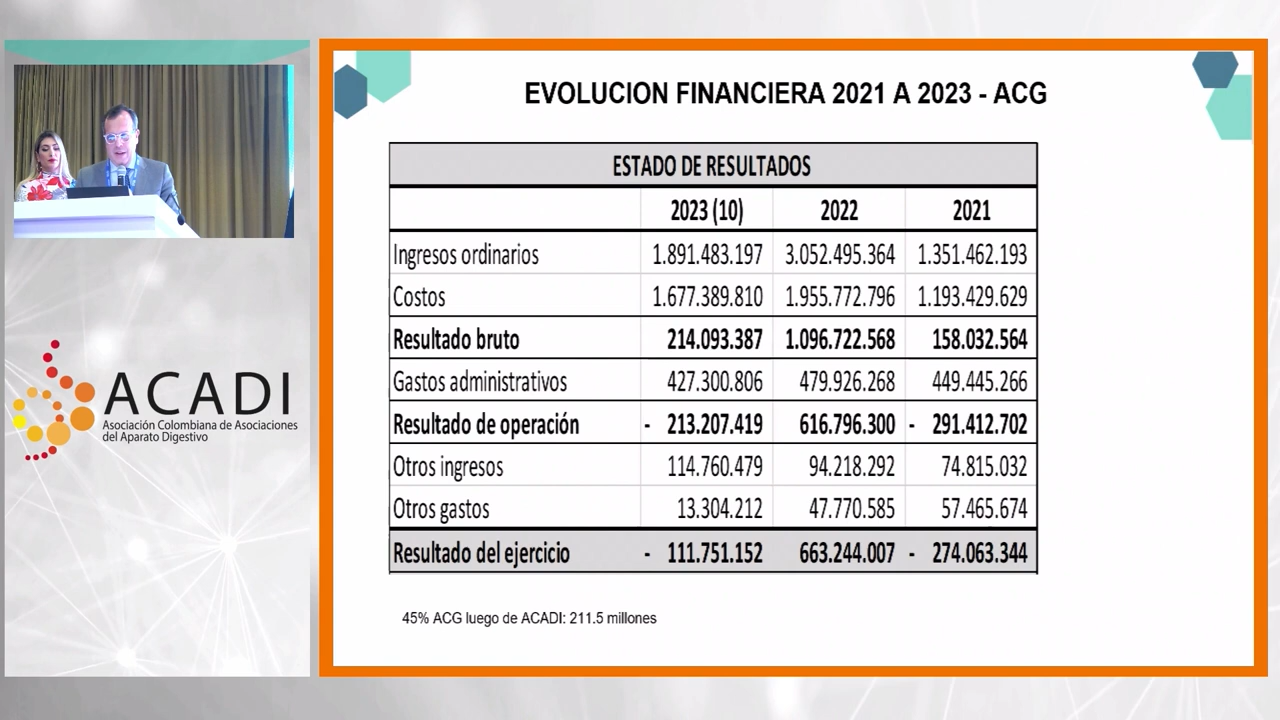 EVOLUCION FINANCIERA 2021 A 2023 - ACG
ESTADO DE RESULTADOS
2023 (10) 2022 2021
Ingresos ordinarios 1.891.483.197 3.052.495.364 1.351.462.193
Costos 1.677.389.810 1.955.772.796 1.193.429.629
Resultado bruto 214.093.387 1.096.722.568 158.032.564
Gastos administrativos 427.300.806 479.926.268 449.445.266
Resultado de operación - 213.207.419 616.796.300 - 291.412.702
Otros ingresos 114.760.479 94.218.292 74.815.032
Otros gastos 13.304.212 47.770.585 57.465.674
Resultado del ejercicio - 111.751.152 663.244.007 - 274.063.344
45% ACG luego de ACADI: 211.5 millones
ACADI
Asociación Colombiana de Asociaciones
del Aparato Digestivo